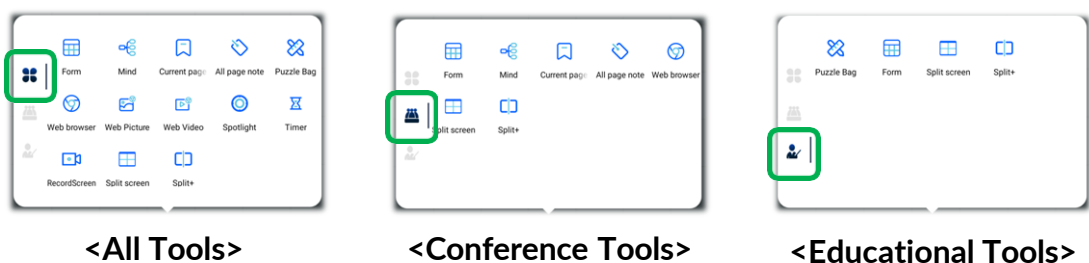 Form Mind Current page All page note Puzzle Bag
Web browser Web Picture Web Video Spotlight Timer
RecordScreen Split screen Split+
<All Tools>
Form Mind Current page All page note Web browser
Split screen Split+
<Conference Tools>
Puzzle Bag Form Split screen Split+
<Educational Tools>